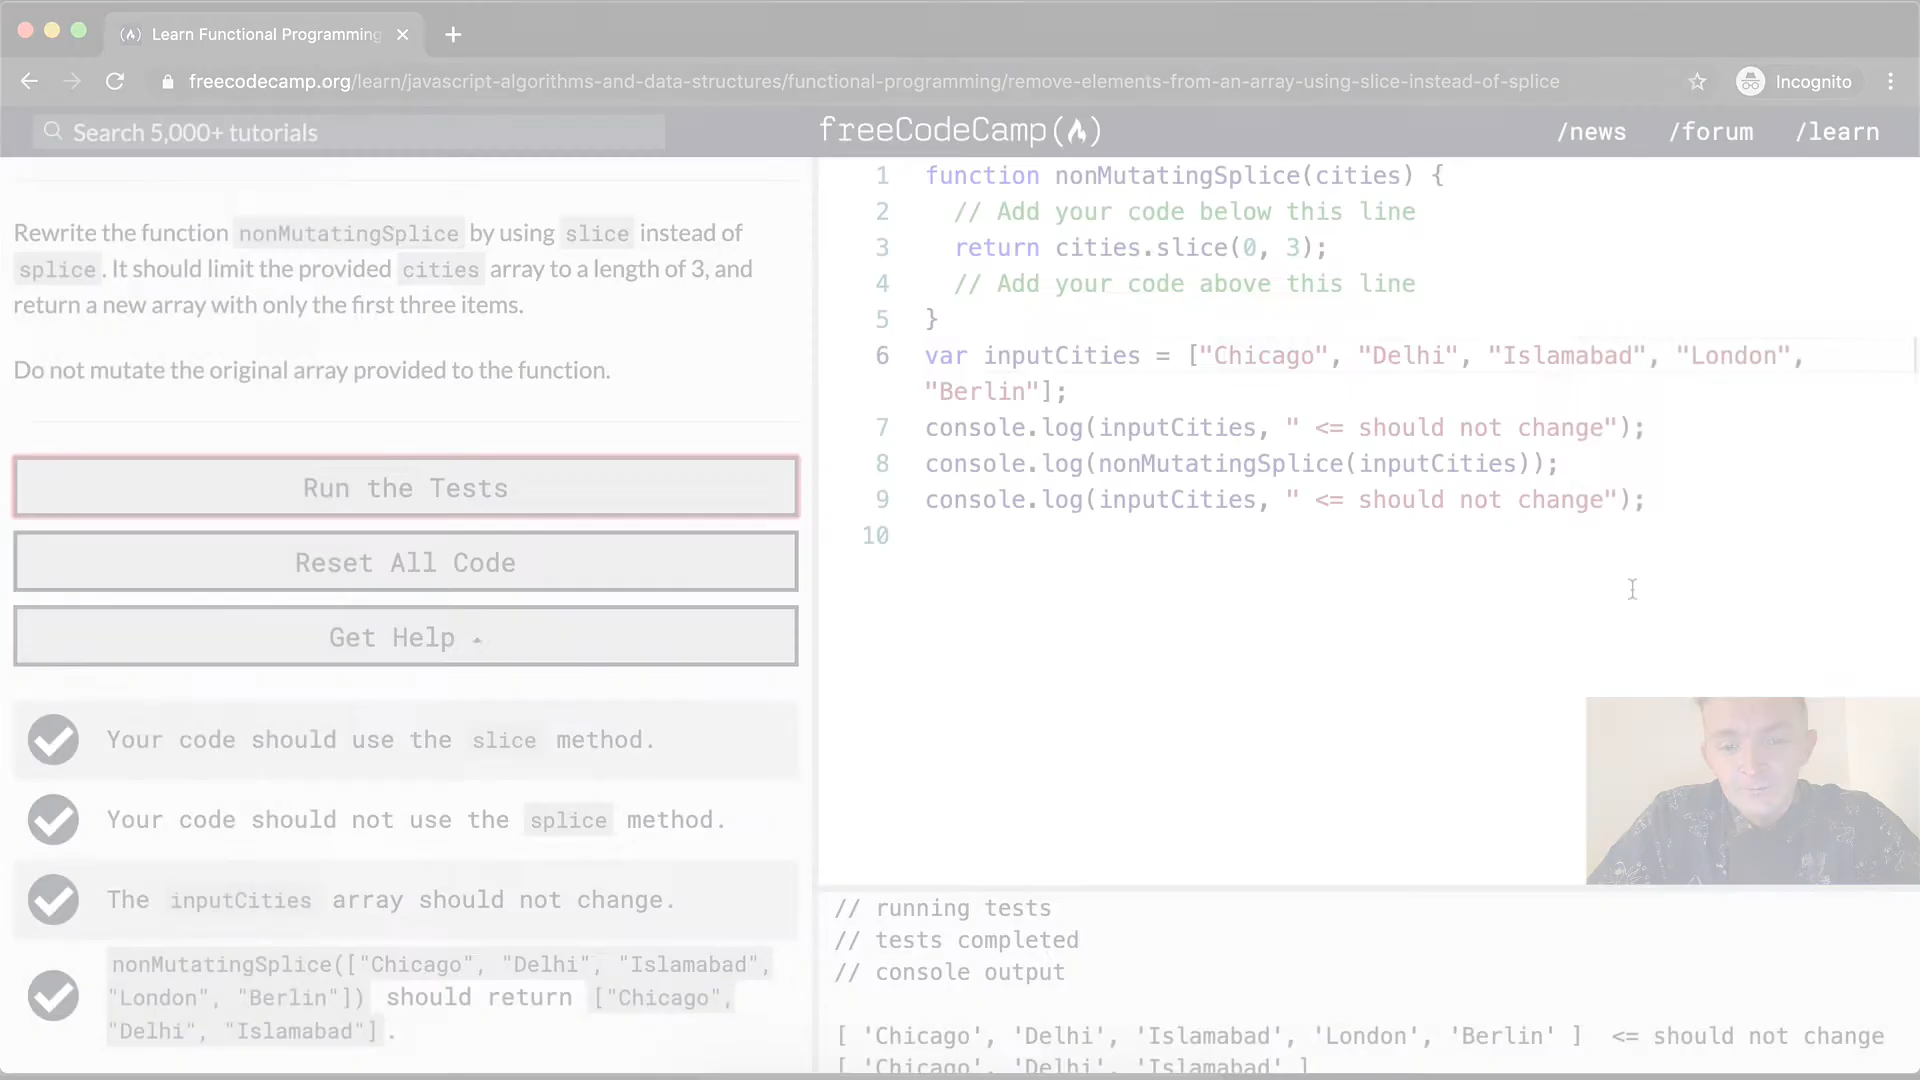 Learn Functional Programming
freecodecamp.org/learn/javascript-algorithms-and-data-structures/functional-programming/remove-elements-from-an-array-using-slice-instead-of-splice
Incognito
Search 5,000+ tutorials
freeCodeCamp(🔥)
/news /forum /learn
Rewrite the function nonMutatingSplice by using slice instead of
splice. It should limit the provided cities array to a length of 3, and
return a new array with only the first three items.
Do not mutate the original array provided to the function.
Run the Tests
Reset All Code
Get Help
Your code should use the slice method.
Your code should not use the splice method.
The inputCities array should not change.
nonMutatingSplice(["Chicago", "Delhi", "Islamabad",
"London", "Berlin"]) should return ["Chicago",
"Delhi", "Islamabad"].
1 function nonMutatingSplice(cities) {
2 // Add your code below this line
3 return cities.slice(0, 3);
4 // Add your code above this line
5 }
6 var inputCities = ["Chicago", "Delhi", "Islamabad", "London",
"Berlin"];
7 console.log(inputCities, " <= should not change");
8 console.log(nonMutatingSplice(inputCities));
9 console.log(inputCities, " <= should not change");
10
// running tests
// tests completed
// console output
[ 'Chicago', 'Delhi', 'Islamabad', 'London', 'Berlin' ]  <= should not change
[ 'Chicago', 'Delhi', 'Islamabad' ]